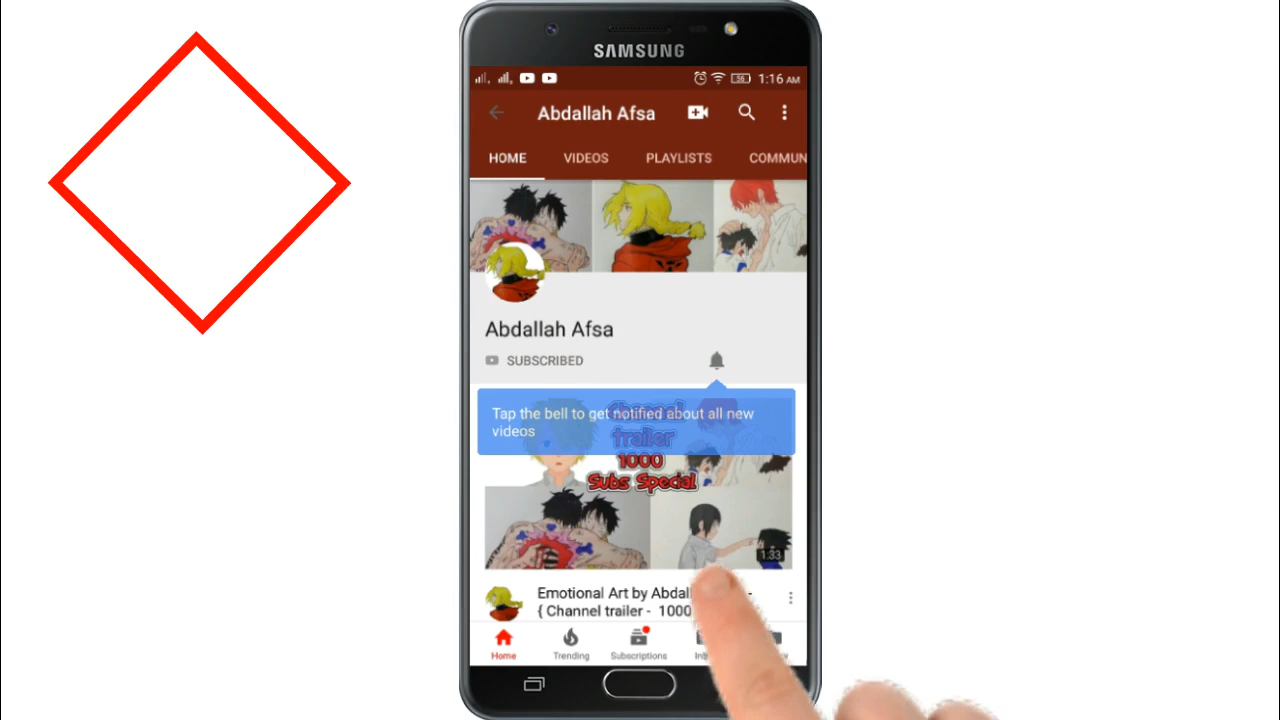 SAMSUNG
36 1:16 AM
Abdallah Afsa
HOME VIDEOS PLAYLISTS COMMUN
Abdallah Afsa
SUBSCRIBED
Tap the bell to get notified about all new
videos
Channel
trailer
1000
Subs Special
1:33
Emotional Art by Abdal
{ Channel trailer - 1000
Home Trending Subscriptions